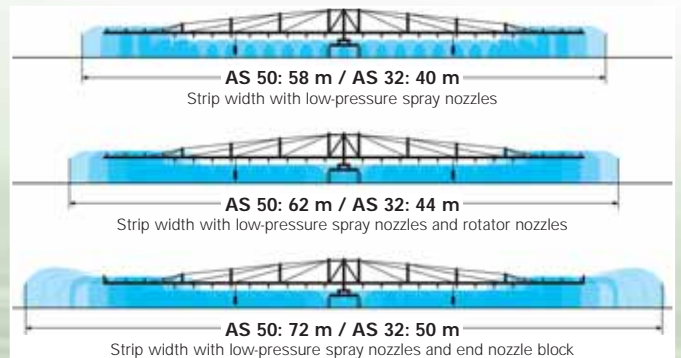 AS 50: 58 m / AS 32: 40 m
Strip width with low-pressure spray nozzles
AS 50: 62 m / AS 32: 44 m
Strip width with low-pressure spray nozzles and rotator nozzles
AS 50: 72 m / AS 32: 50 m
Strip width with low-pressure spray nozzles and end nozzle block